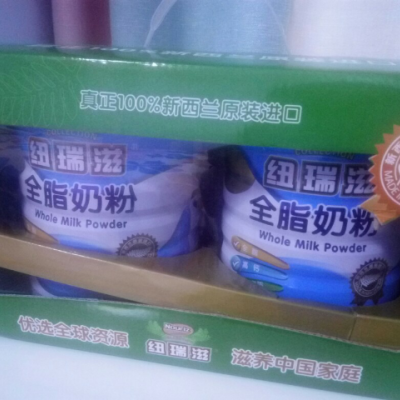 真正100%新西兰原装进口
纽瑞滋
全脂奶粉
Whole Milk Powder
纽瑞滋
全脂奶粉
Whole Milk Powder
优选全球资源
纽瑞滋
滋养中国家庭